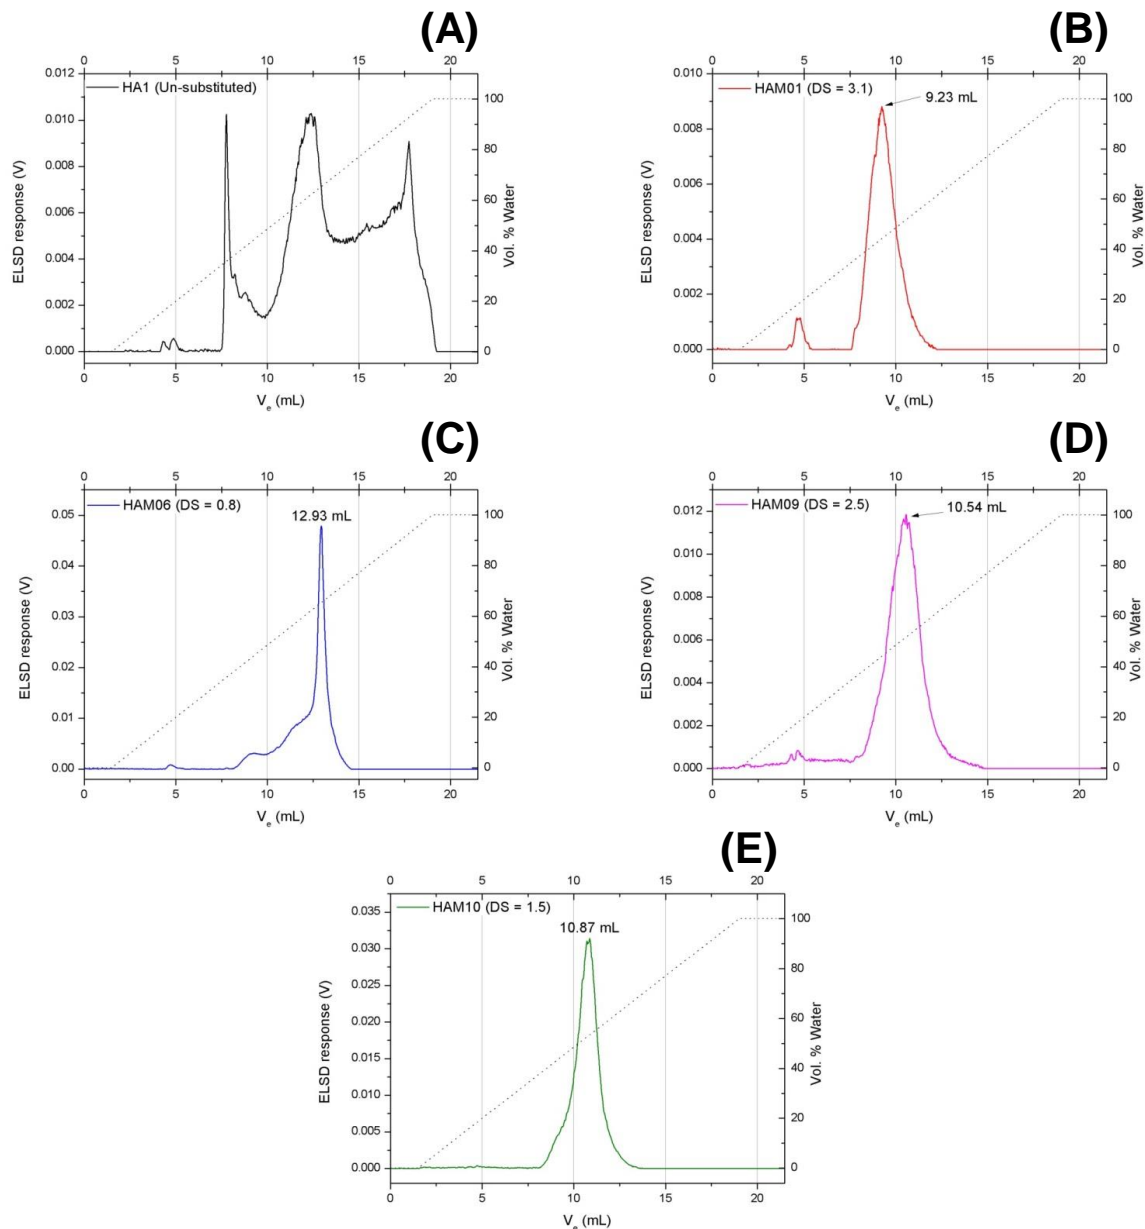 (A)
0 5 10 15 20
HA1 (Un-substituted)
0.012
0.010
0.008
0.006
0.004
0.002
0.000
ELSD response (V)
100
80
60
40
20
0
Vol. % Water
0 5 10 15 20
Ve (mL)
(B)
0 5 10 15 20
HAM01 (DS = 3.1)
9.23 mL
0.010
0.008
0.006
0.004
0.002
0.000
ELSD response (V)
100
80
60
40
20
0
Vol. % Water
0 5 10 15 20
Ve (mL)
(C)
0 5 10 15 20
HAM06 (DS = 0.8)
12.93 mL
0.05
0.04
0.03
0.02
0.01
0.00
ELSD response (V)
100
80
60
40
20
0
Vol. % Water
0 5 10 15 20
Ve (mL)
(D)
0 5 10 15 20
HAM09 (DS = 2.5)
10.54 mL
0.012
0.010
0.008
0.006
0.004
0.002
0.000
ELSD response (V)
100
80
60
40
20
0
Vol. % Water
0 5 10 15 20
Ve (mL)
(E)
0 5 10 15 20
HAM10 (DS = 1.5)
10.87 mL
0.035
0.030
0.025
0.020
0.015
0.010
0.005
0.000
ELSD response (V)
100
80
60
40
20
0
Vol. % Water
0 5 10 15 20
Ve (mL)